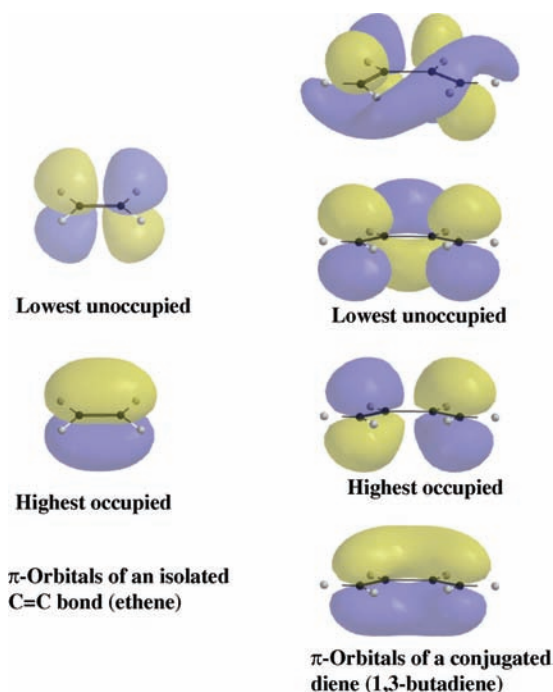 Lowest unoccupied
Highest occupied
π-Orbitals of an isolated
C=C bond (ethene)
Lowest unoccupied
Highest occupied
π-Orbitals of a conjugated
diene (1,3-butadiene)